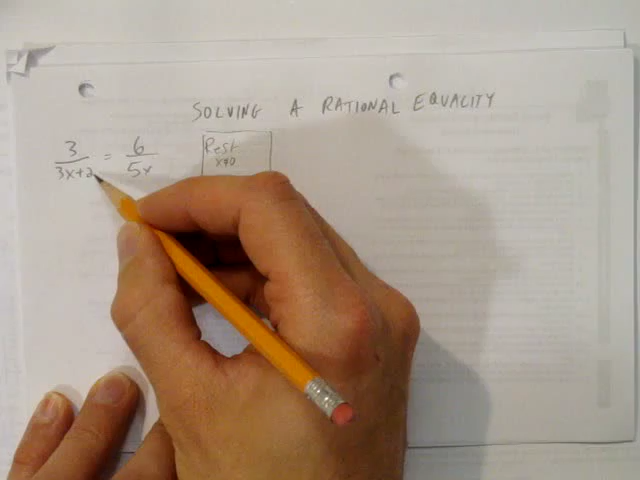 SOLVING A RATIONAL EQUALITY
3 = 6
3x+2 5x
Rest.
x≠0